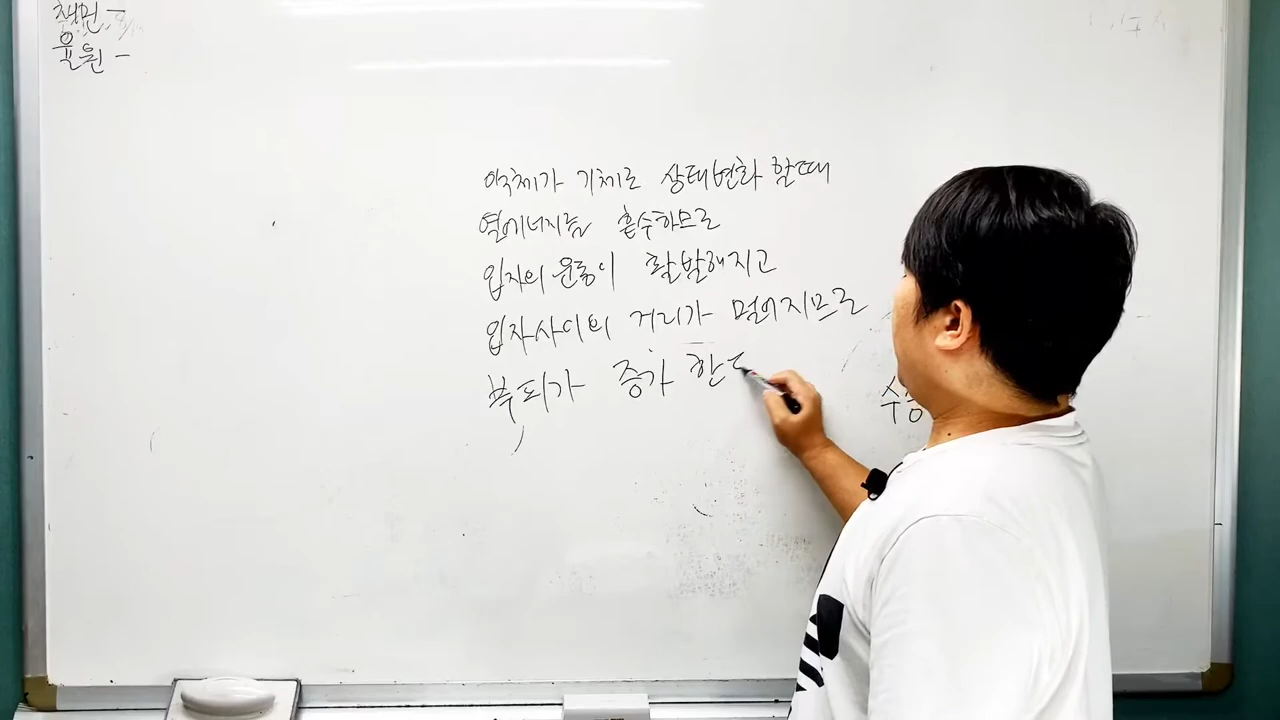 율원 -
액체가 기체로 상태변화 할때
열에너지를 흡수하므로
입자의 운동이 활발해지고
입자사이의 거리가 멀어지므로
부피가 증가 한